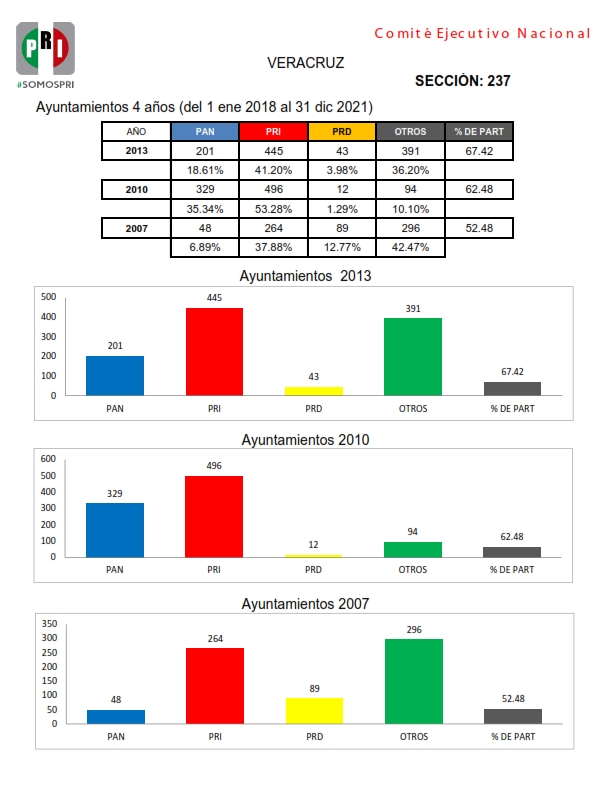 PRI
#SOMOSPRI
Comité Ejecutivo Nacional
VERACRUZ
SECCIÓN: 237
Ayuntamientos 4 años (del 1 ene 2018 al 31 dic 2021)
AÑO PAN PRI PRD OTROS % DE PART
2013 201 445 43 391 67.42
18.61% 41.20% 3.98% 36.20%
2010 329 496 12 94 62.48
35.34% 53.28% 1.29% 10.10%
2007 48 264 89 296 52.48
6.89% 37.88% 12.77% 42.47%
Ayuntamientos 2013
500
400
300
200
100
0
201 445 43 391 67.42
PAN PRI PRD OTROS % DE PART
Ayuntamientos 2010
600
500
400
300
200
100
0
329 496 12 94 62.48
PAN PRI PRD OTROS % DE PART
Ayuntamientos 2007
350
300
250
200
150
100
50
0
48 264 89 296 52.48
PAN PRI PRD OTROS % DE PART